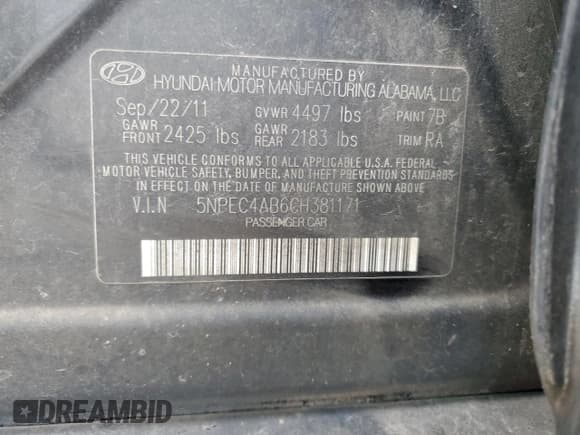 MANUFACTURED BY
HYUNDAI MOTOR MANUFACTURING ALABAMA, LLC
Sep/22/11 GVWR 4497 lbs PAINT 7B
GAWR FRONT 2425 lbs GAWR REAR 2183 lbs TRIM RA
THIS VEHICLE CONFORMS TO ALL APPLICABLE U.S.A. FEDERAL
MOTOR VEHICLE SAFETY, BUMPER, AND THEFT PREVENTION STANDARDS
IN EFFECT ON THE DATE OF MANUFACTURE SHOWN ABOVE.
V.I.N 5NPEC4AB6CH381171
PASSENGER CAR
DREAMBID